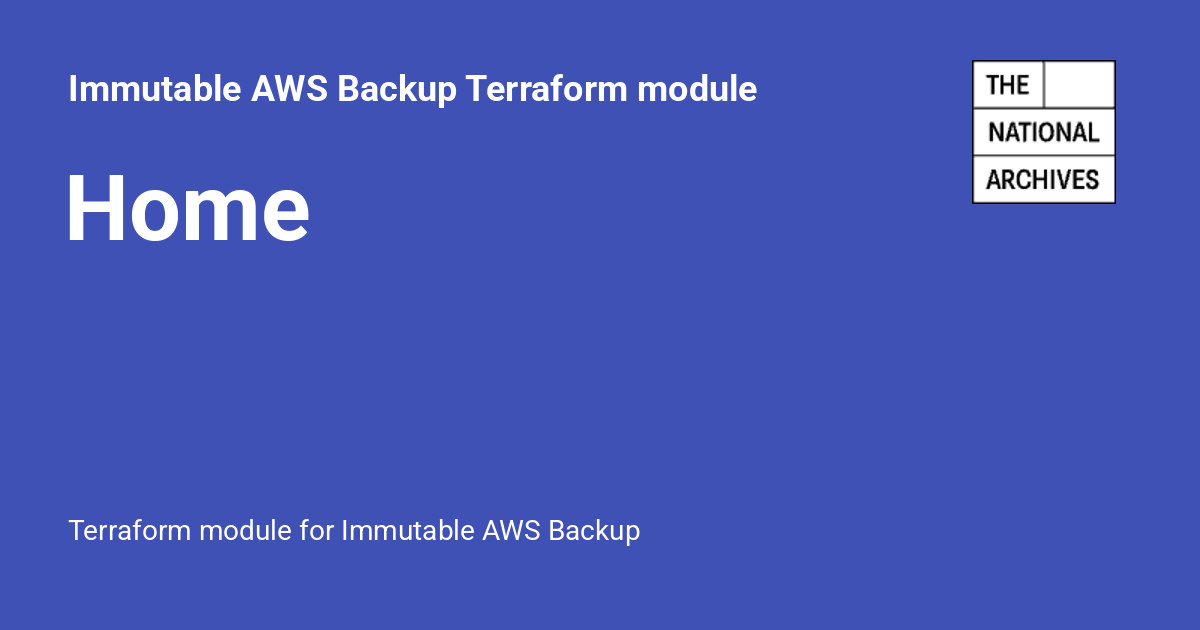 Immutable AWS Backup Terraform module
THE
NATIONAL
ARCHIVES
Home
Terraform module for Immutable AWS Backup